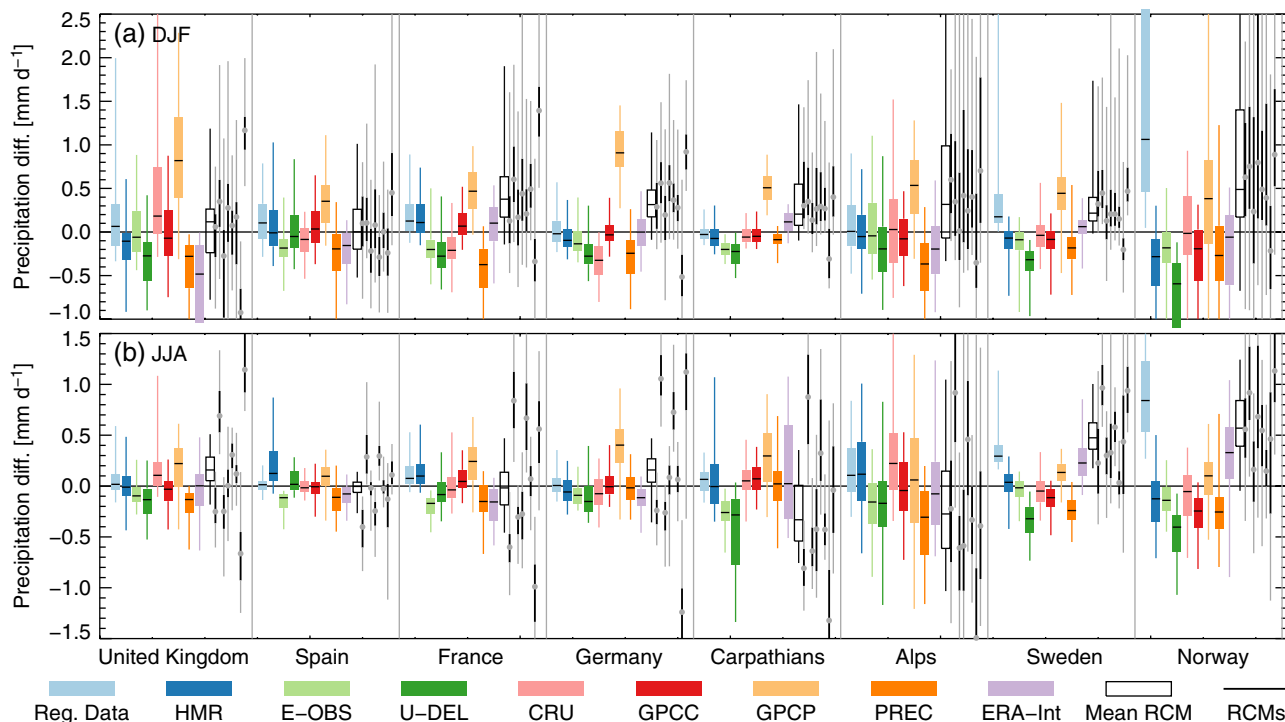 (a) DJF
Precipitation diff. [mm d⁻¹]
2.5
2.0
1.5
1.0
0.5
0.0
−0.5
−1.0
(b) JJA
Precipitation diff. [mm d⁻¹]
1.5
1.0
0.5
0.0
−0.5
−1.0
−1.5
United Kingdom Spain France Germany Carpathians Alps Sweden Norway
Reg. Data HMR E−OBS U−DEL CRU GPCC GPCP PREC ERA−Int Mean RCM RCMs